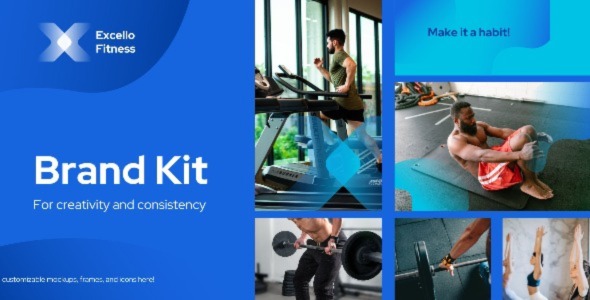 Excello
Fitness
Brand Kit
For creativity and consistency
customizable mockups, frames, and icons here!
Make it a habit!